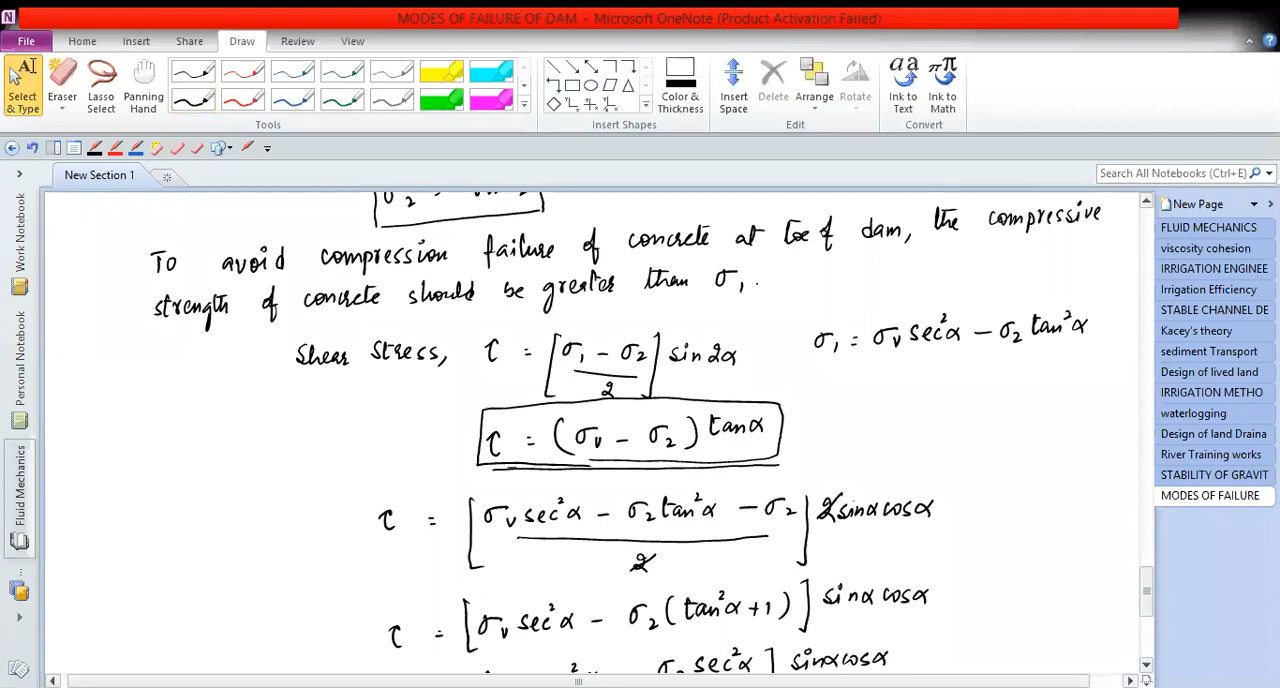 MODES OF FAILURE OF DAM - Microsoft OneNote (Product Activation Failed)
File Home Insert Share Draw Review View
Select & Type
Eraser
Lasso Select
Panning Hand
Color & Thickness
Insert Space
Delete
Arrange
Rotate
Ink to Text
Ink to Math
Tools
Insert Shapes
Edit
Convert
New Section 1
Search All Notebooks (Ctrl+E)
Work Notebook
Personal Notebook
Fluid Mechanics
To avoid compression failure of concrete at toe of dam, the compressive
strength of concrete should be greater than σ₁.
Shear Stress, τ = [σ₁ - σ₂ / 2] sin2α
σ₁ = σᵥ sec²α - σ₂ tan²α
τ = (σᵥ - σ₂) tanα
τ = [σᵥ sec²α - σ₂ tan²α - σ₂ / 2] 2 sinα cosα
τ = [σᵥ sec²α - σ₂ (tan²α + 1)] sinα cosα
σ₂ sec²α] sinα cosα
New Page
FLUID MECHANICS
viscosity cohesion
IRRIGATION ENGINEE
Irrigation Efficiency
STABLE CHANNEL DE
Kacey's theory
sediment Transport
Design of lived land
IRRIGATION METHO
waterlogging
Design of land Draina
River Training works
STABILITY OF GRAVIT
MODES OF FAILURE